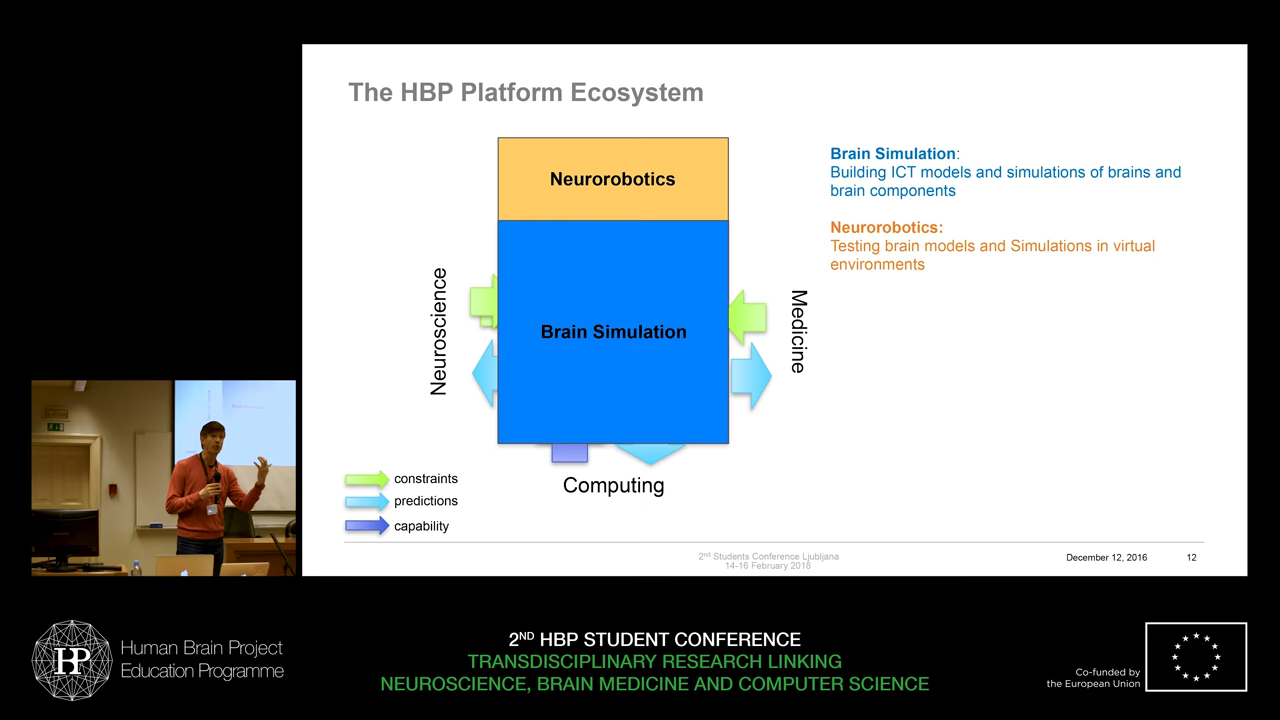 The HBP Platform Ecosystem
Neurorobotics
Brain Simulation
Neuroscience
Medicine
Computing
constraints
predictions
capability
Brain Simulation:
Building ICT models and simulations of brains and
brain components
Neurorobotics:
Testing brain models and Simulations in virtual
environments
2nd Students Conference Ljubljana
14-16 February 2018
December 12, 2016
12
HP
Human Brain Project
Education Programme
2ND HBP STUDENT CONFERENCE
TRANSDISCIPLINARY RESEARCH LINKING
NEUROSCIENCE, BRAIN MEDICINE AND COMPUTER SCIENCE
Co-funded by
the European Union